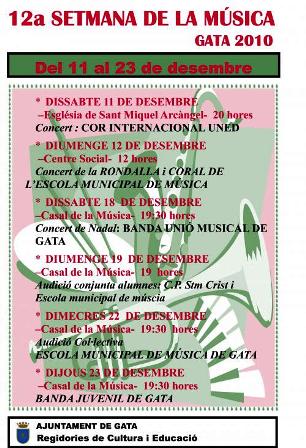 12a SETMANA DE LA MÚSICA
GATA 2010
Del 11 al 23 de desembre
* DISSABTE 11 DE DESEMBRE
–Església de Sant Miquel Arcàngel- 20 hores
Concert : COR INTERNACIONAL UNED
* DIUMENGE 12 DE DESEMBRE
–Centre Social- 12 hores
Concert de la RONDALLA i CORAL DE
L'ESCOLA MUNICIPAL DE MÚSICA
* DISSABTE 18 DE DESEMBRE
–Casal de la Música- 19:30 hores
Concert de Nadal: BANDA UNIÓ MUSICAL DE
GATA
* DIUMENGE 19 DE DESEMBRE
–Casal de la Música- 19 hores
Audició conjunta alumnes: C.P. Stm Crist i
Escola municipal de múscia
* DIMECRES 22 DE DESEMBRE
–Casal de la Música- 19:30 hores
Audició Col·lectiva
ESCOLA MUNICIPAL DE MÚSICA DE GATA
* DIJOUS 23 DE DESEMBRE
–Casal de la Música- 19:30 hores
BANDA JUVENIL DE GATA
AJUNTAMENT DE GATA
Regidories de Cultura i Educació